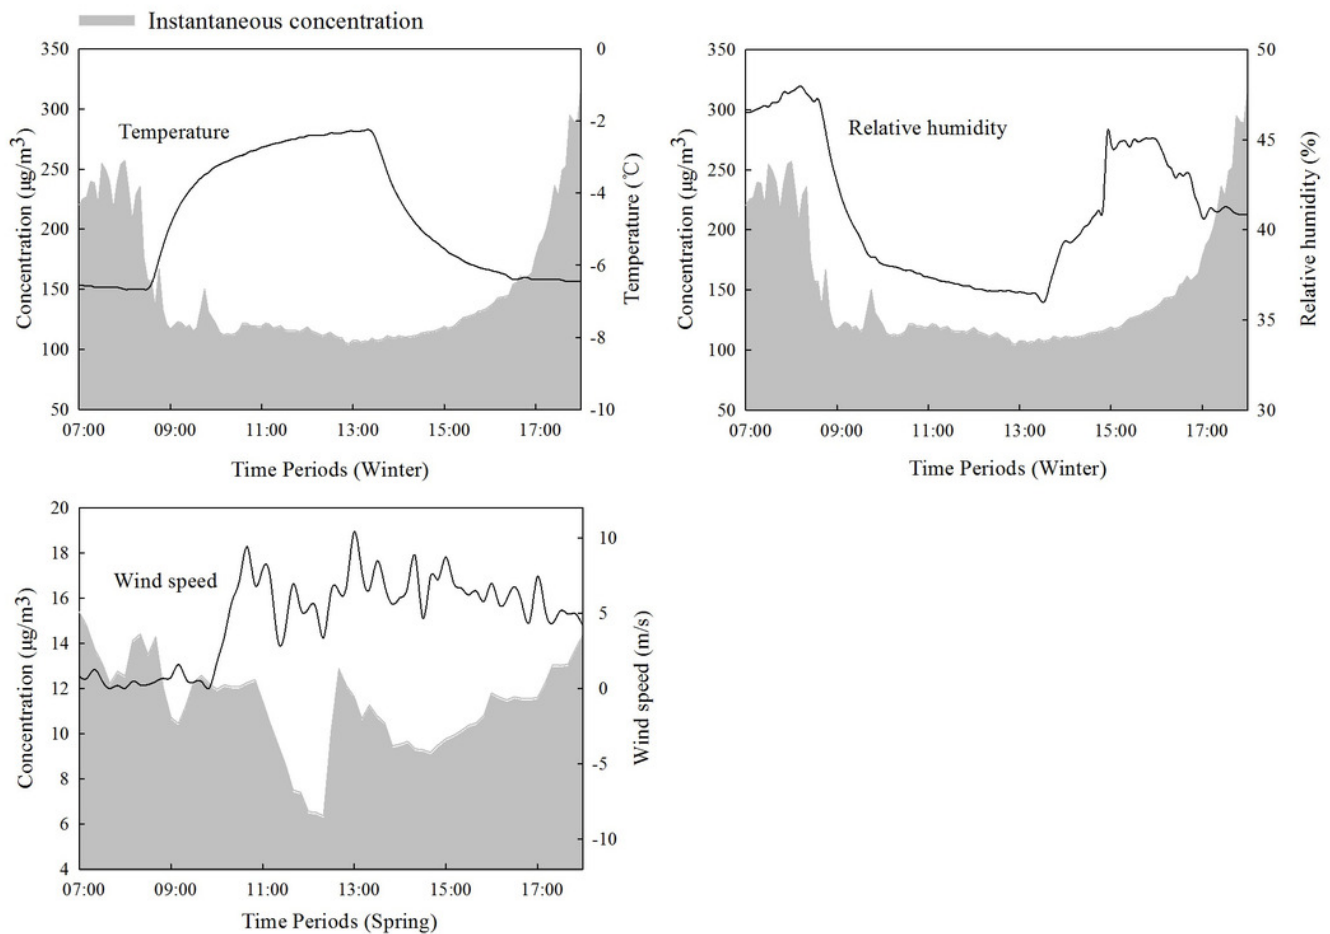 Instantaneous concentration
350
300
250
200
150
100
50
Concentration (μg/m3)
Temperature
0
-2
-4
-6
-8
-10
Temperature (℃)
07:00 09:00 11:00 13:00 15:00 17:00
Time Periods (Winter)
350
300
250
200
150
100
50
Concentration (μg/m3)
Relative humidity
50
45
40
35
30
Relative humidity (%)
07:00 09:00 11:00 13:00 15:00 17:00
Time Periods (Winter)
20
18
16
14
12
10
8
6
4
Concentration (μg/m3)
Wind speed
10
5
0
-5
-10
Wind speed (m/s)
07:00 09:00 11:00 13:00 15:00 17:00
Time Periods (Spring)